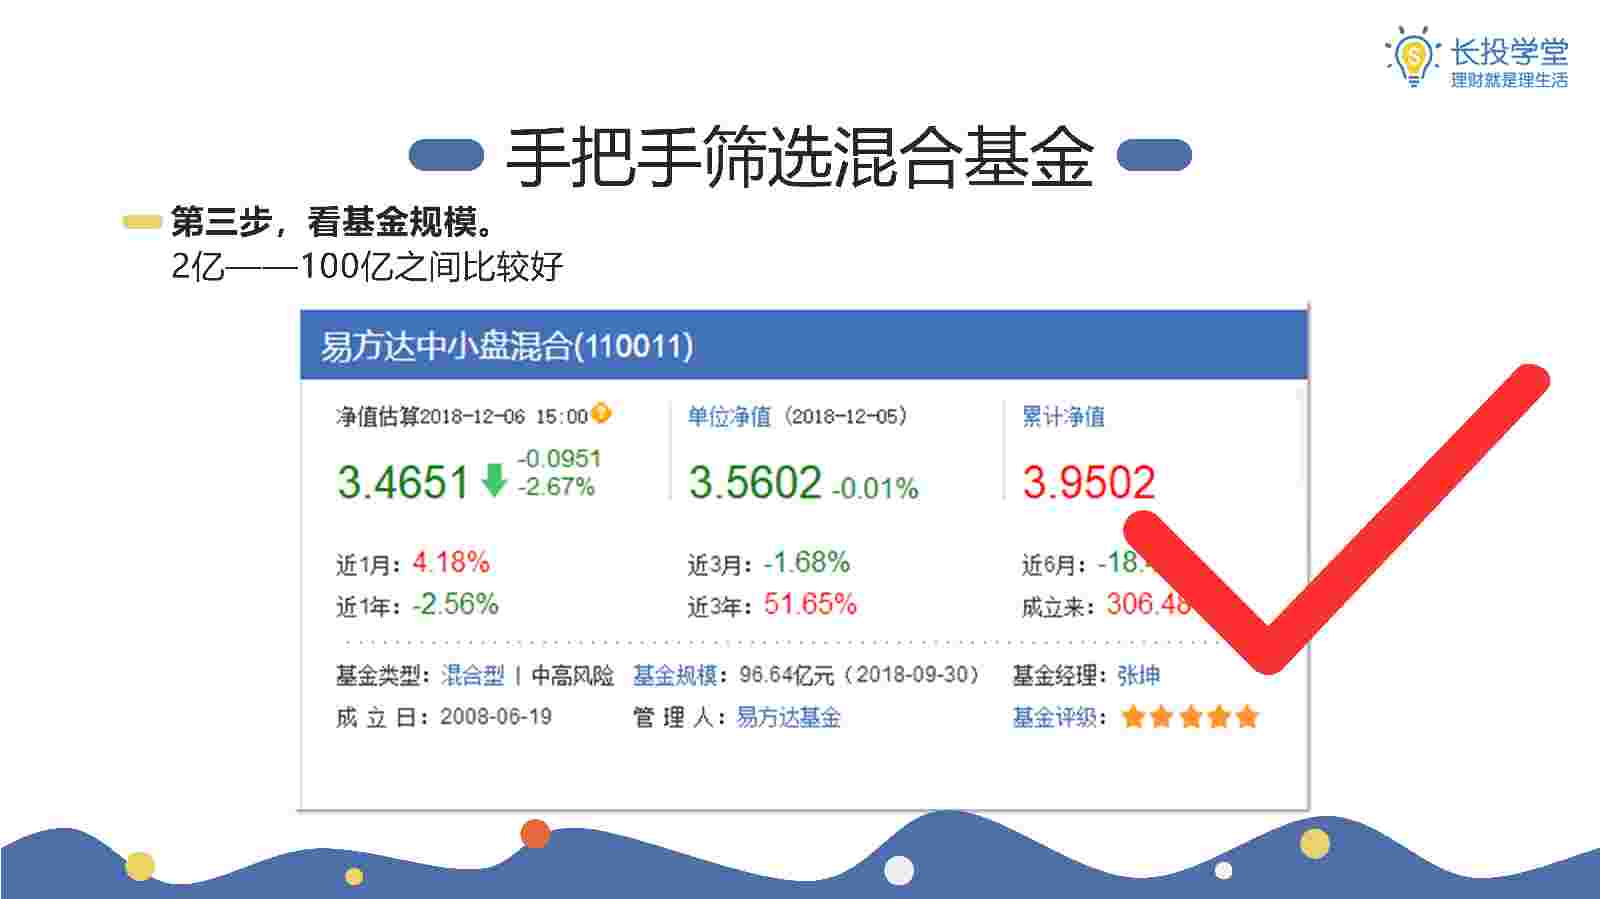 长投学堂
理财就是理生活
手把手筛选混合基金
第三步，看基金规模。
2亿——100亿之间比较好
易方达中小盘混合(110011)
净值估算2018-12-06 15:00 单位净值（2018-12-05） 累计净值
3.4651 -0.0951 -2.67% 3.5602 -0.01% 3.9502
近1月：4.18% 近3月：-1.68% 近6月：-18.
近1年：-2.56% 近3年：51.65% 成立来：306.48
基金类型：混合型 | 中高风险 基金规模：96.64亿元（2018-09-30） 基金经理：张坤
成 立 日：2008-06-19 管 理 人：易方达基金 基金评级：